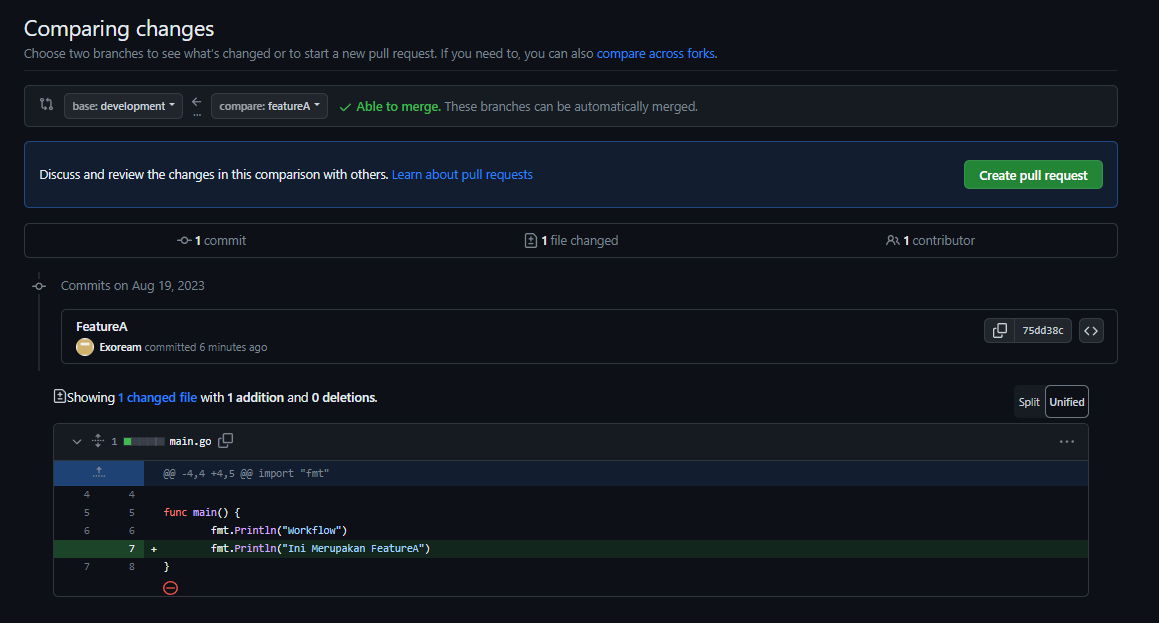 Comparing changes
Choose two branches to see what's changed or to start a new pull request. If you need to, you can also compare across forks.
base: development
...
compare: featureA
Able to merge. These branches can be automatically merged.
Discuss and review the changes in this comparison with others. Learn about pull requests
Create pull request
1 commit
1 file changed
1 contributor
Commits on Aug 19, 2023
FeatureA
Exoream committed 6 minutes ago
75dd38c
Showing 1 changed file with 1 addition and 0 deletions.
Split
Unified
1 main.go
@@ -4,4 +4,5 @@ import "fmt"
4 4
5 5 func main() {
6 6 fmt.Println("Workflow")
7 + fmt.Println("Ini Merupakan FeatureA")
7 8 }